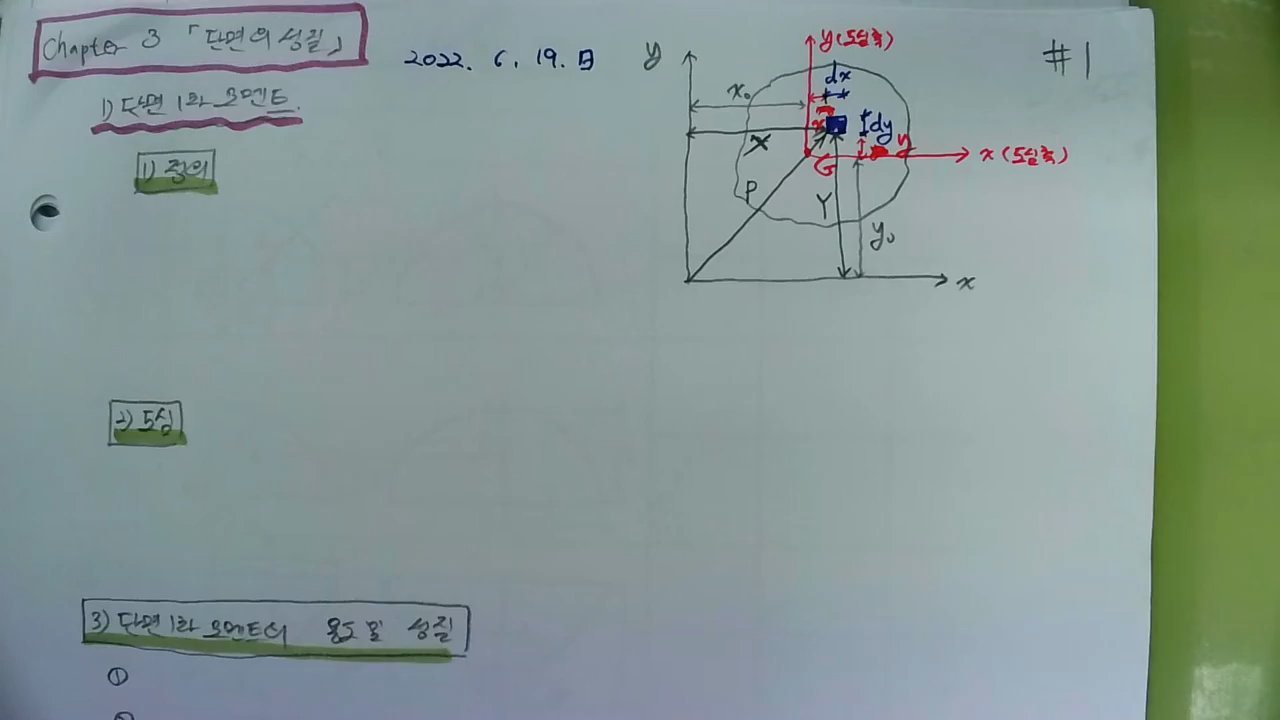 Chapter 3 「단면의 성질」
2022. 6. 19. 日
#1
1) 단면 1차 모멘트.
1) 정의
y
y(도심축)
dx
x₀
x
dy
y
X
G
x (도심축)
P
Y
y₀
x
2) 도심
3) 단면 1차 모멘트의 용도 및 성질
①